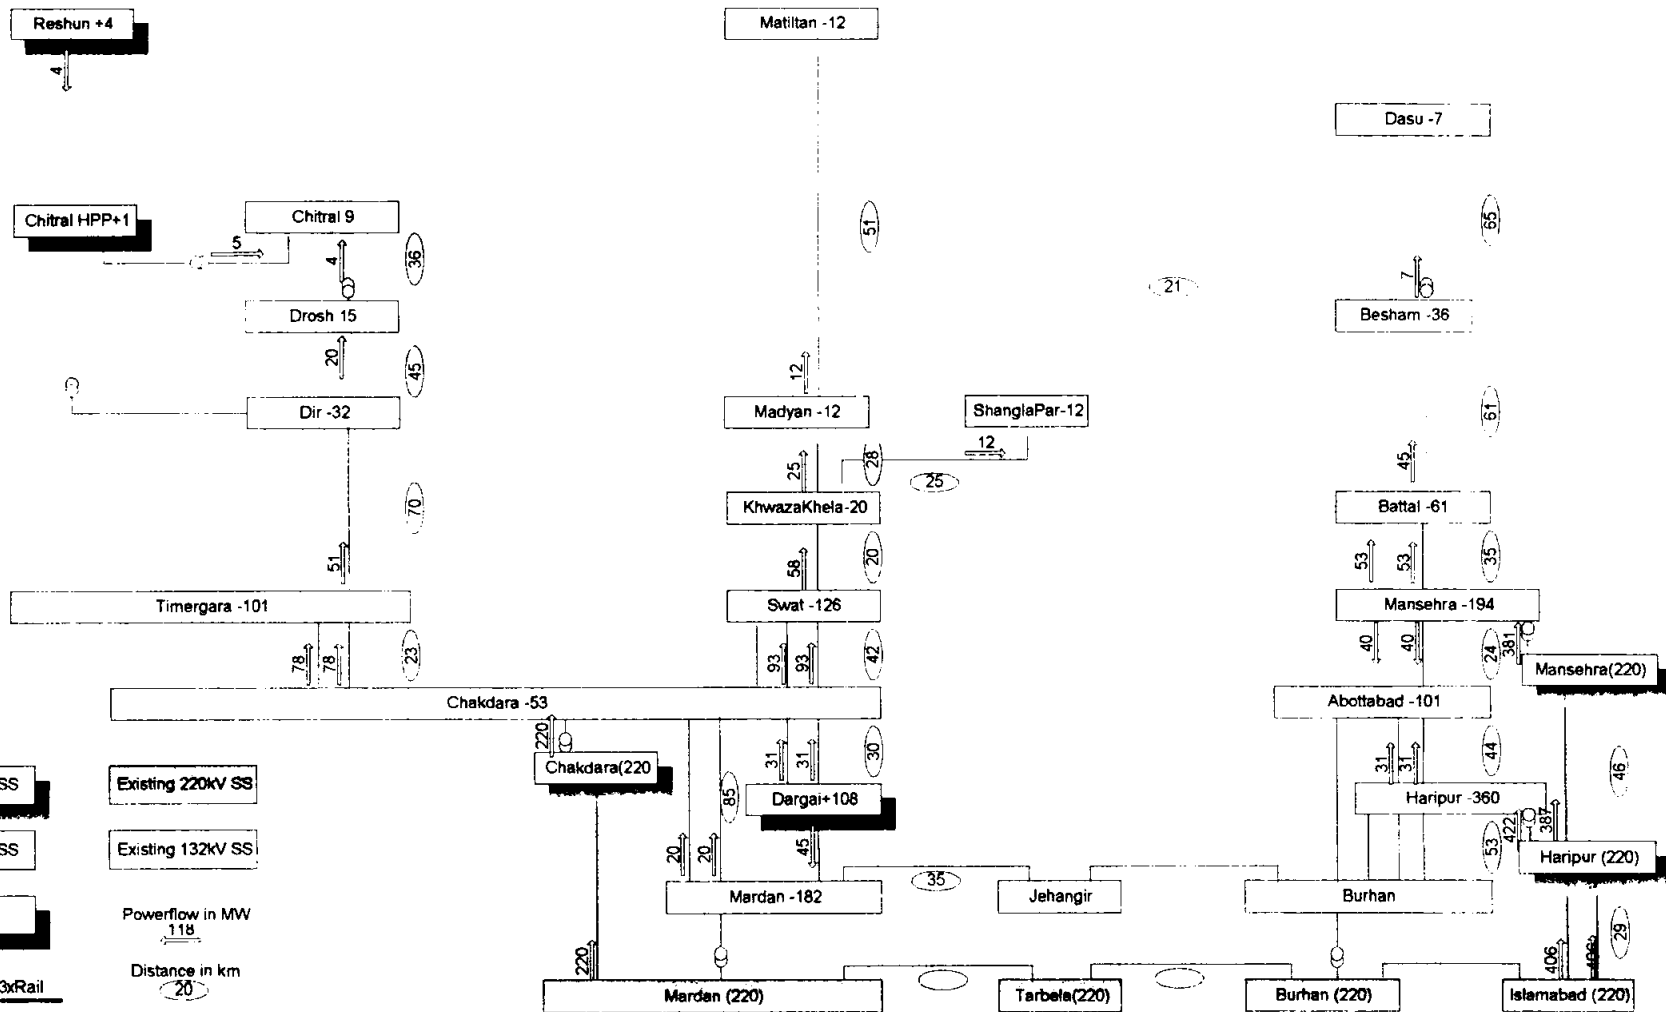 Reshun +4
Matiltan -12
4
Dasu -7
Chitral HPP+1
Chitral 9
5
4
36
51
65
21
7
Drosh 15
Besham -36
20
45
12
Dir -32
Madyan -12
ShanglaPar-12
61
12
25
28
25
45
70
KhwazaKhela-20
Battal -61
51
58
20
53
53
35
Timergara -101
Swat -126
Mansehra -194
78
78
23
93
93
42
40
40
24
381
Mansehra(220)
Chakdara -53
Abottabad -101
220
31
31
30
31
31
44
46
Chakdara(220
SS
Existing 220kV SS
85
Dargai+108
Haripur -360
422
387
SS
Existing 132kV SS
20
20
45
53
Haripur (220)
35
Mardan -182
Jehangir
Burhan
Powerflow in MW
118
29
220
406
Distance in km
20
3xRail
Mardan (220)
Tarbela(220)
Burhan (220)
Islamabad (220)